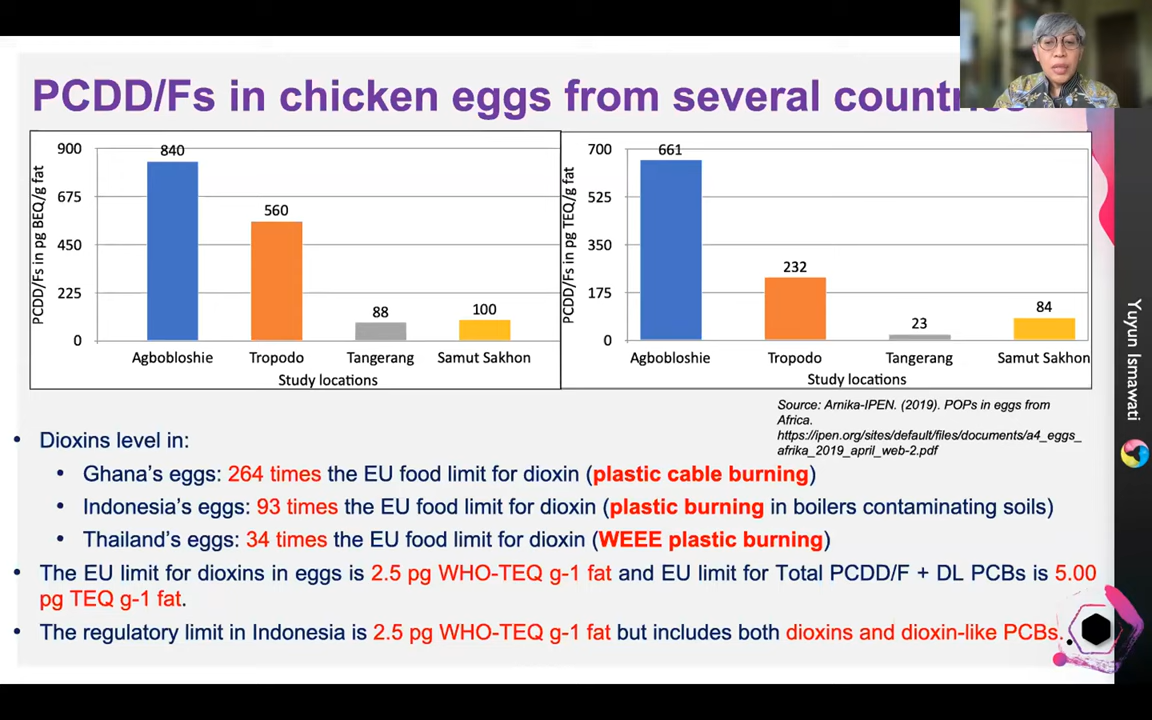 PCDD/Fs in chicken eggs from several countr
PCDD/Fs in pg BEQ/g fat
900
675
450
225
0
840
560
88
100
Agbobloshie Tropodo Tangerang Samut Sakhon
Study locations
PCDD/Fs in pg TEQ/g fat
700
525
350
175
0
661
232
23
84
Agbobloshie Tropodo Tangerang Samut Sakhon
Study locations
Source: Arnika-IPEN. (2019). POPs in eggs from
Africa.
https://ipen.org/sites/default/files/documents/a4_eggs_
afrika_2019_april_web-2.pdf
• Dioxins level in:
• Ghana's eggs: 264 times the EU food limit for dioxin (plastic cable burning)
• Indonesia's eggs: 93 times the EU food limit for dioxin (plastic burning in boilers contaminating soils)
• Thailand's eggs: 34 times the EU food limit for dioxin (WEEE plastic burning)
• The EU limit for dioxins in eggs is 2.5 pg WHO-TEQ g-1 fat and EU limit for Total PCDD/F + DL PCBs is 5.00
pg TEQ g-1 fat.
• The regulatory limit in Indonesia is 2.5 pg WHO-TEQ g-1 fat but includes both dioxins and dioxin-like PCBs.
Yuyun Ismawati